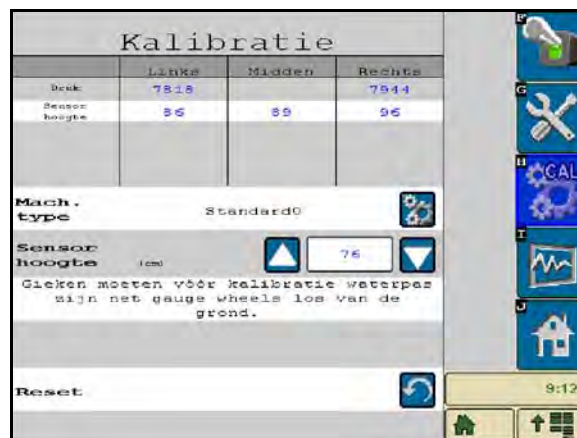 Kalibratie
Links Midden Rechts
Druk 7818 7944
Sensor
hoogte 86 89 96
Mach.
type Standard0
Sensor
hoogte (cm) 76
Gieken moeten vóór kalibratie waterpas
zijn net gauge wheels los van de
grond.
Reset
F
G
H
CAL
I
J
9:12